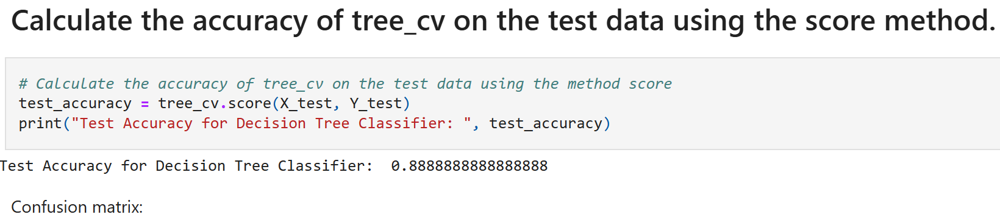 Calculate the accuracy of tree_cv on the test data using the score method.
# Calculate the accuracy of tree_cv on the test data using the method score
test_accuracy = tree_cv.score(X_test, Y_test)
print("Test Accuracy for Decision Tree Classifier: ", test_accuracy)
Test Accuracy for Decision Tree Classifier:  0.8888888888888888
Confusion matrix: